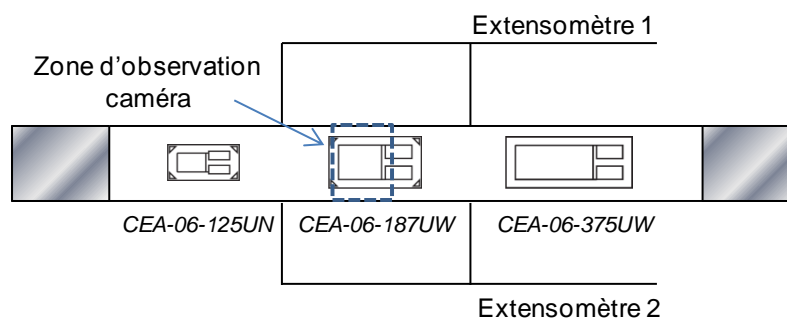 Extensomètre 1
Zone d'observation
caméra
CEA-06-125UN
CEA-06-187UW
CEA-06-375UW
Extensomètre 2